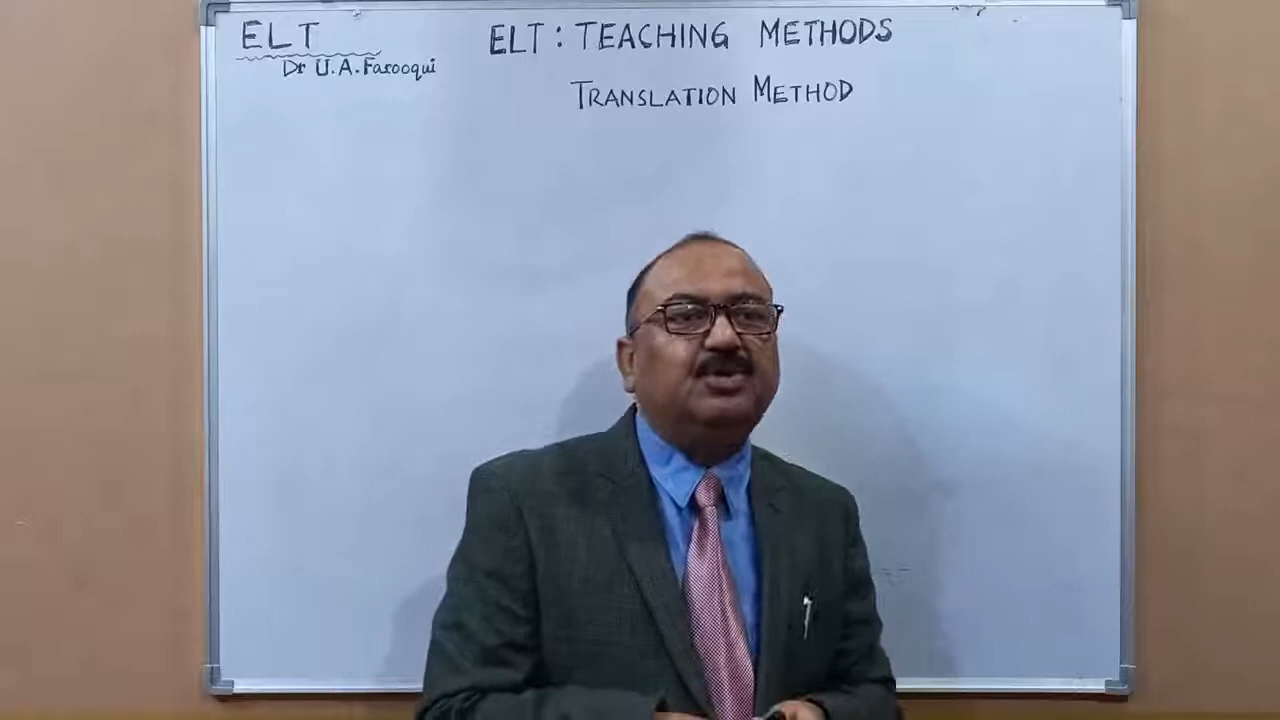 ELT
Dr U.A.Farooqui
ELT : TEACHING METHODS
TRANSLATION METHOD